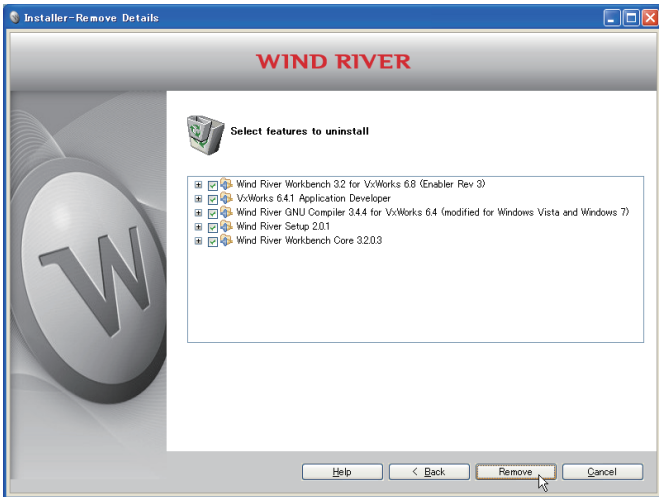 Installer-Remove Details
WIND RIVER
Select features to uninstall
Wind River Workbench 3.2 for VxWorks 6.8 (Enabler Rev 3)
VxWorks 6.4.1 Application Developer
Wind River GNU Compiler 3.4.4 for VxWorks 6.4 (modified for Windows Vista and Windows 7)
Wind River Setup 2.0.1
Wind River Workbench Core 3.2.0.3
W
Help < Back Remove Cancel